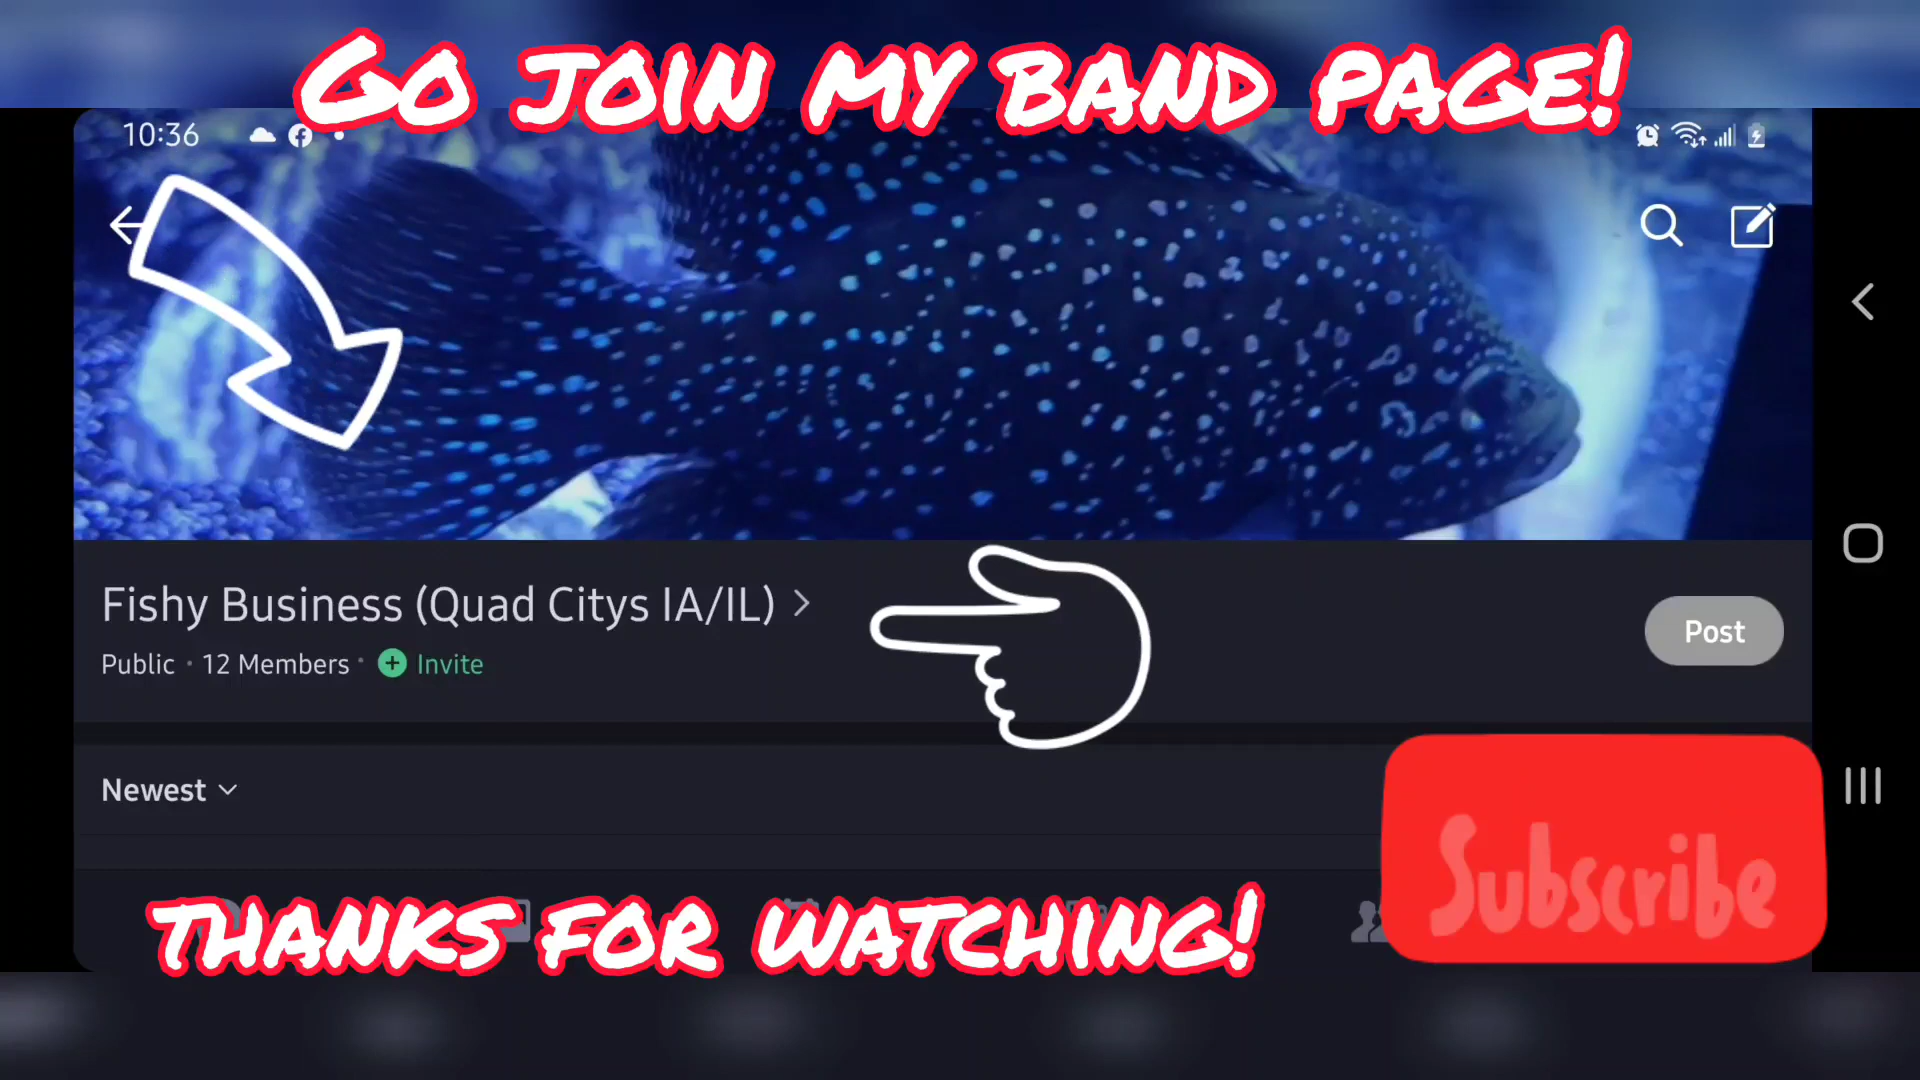 Go join my band page!
10:36
Fishy Business (Quad Citys IA/IL) >
Post
Public • 12 Members • + Invite
Newest
Subscribe
thanks for watching!